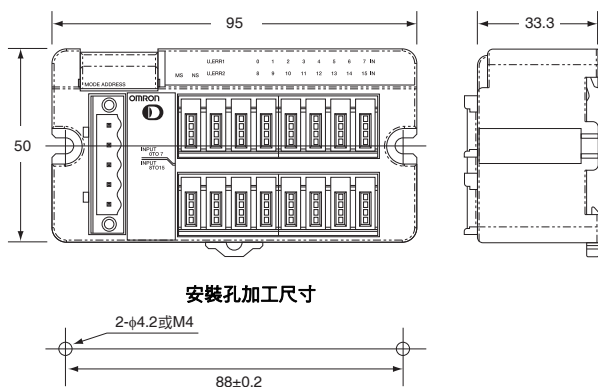 95
33.3
50
U.ERR1 0 1 2 3 4 5 6 7 IN
MS NS U.ERR2 8 9 10 11 12 13 14 15 IN
MODE ADDRESS
OMRON
INPUT
0TO 7
INPUT
8TO15
安裝孔加工尺寸
2-ϕ4.2或M4
88±0.2